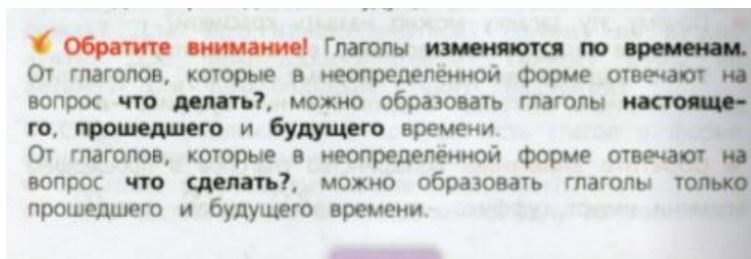 Обратите внимание! Глаголы изменяются по временам.
От глаголов, которые в неопределённой форме отвечают на
вопрос что делать?, можно образовать глаголы настояще-
го, прошедшего и будущего времени.
От глаголов, которые в неопределённой форме отвечают на
вопрос что сделать?, можно образовать глаголы только
прошедшего и будущего времени.